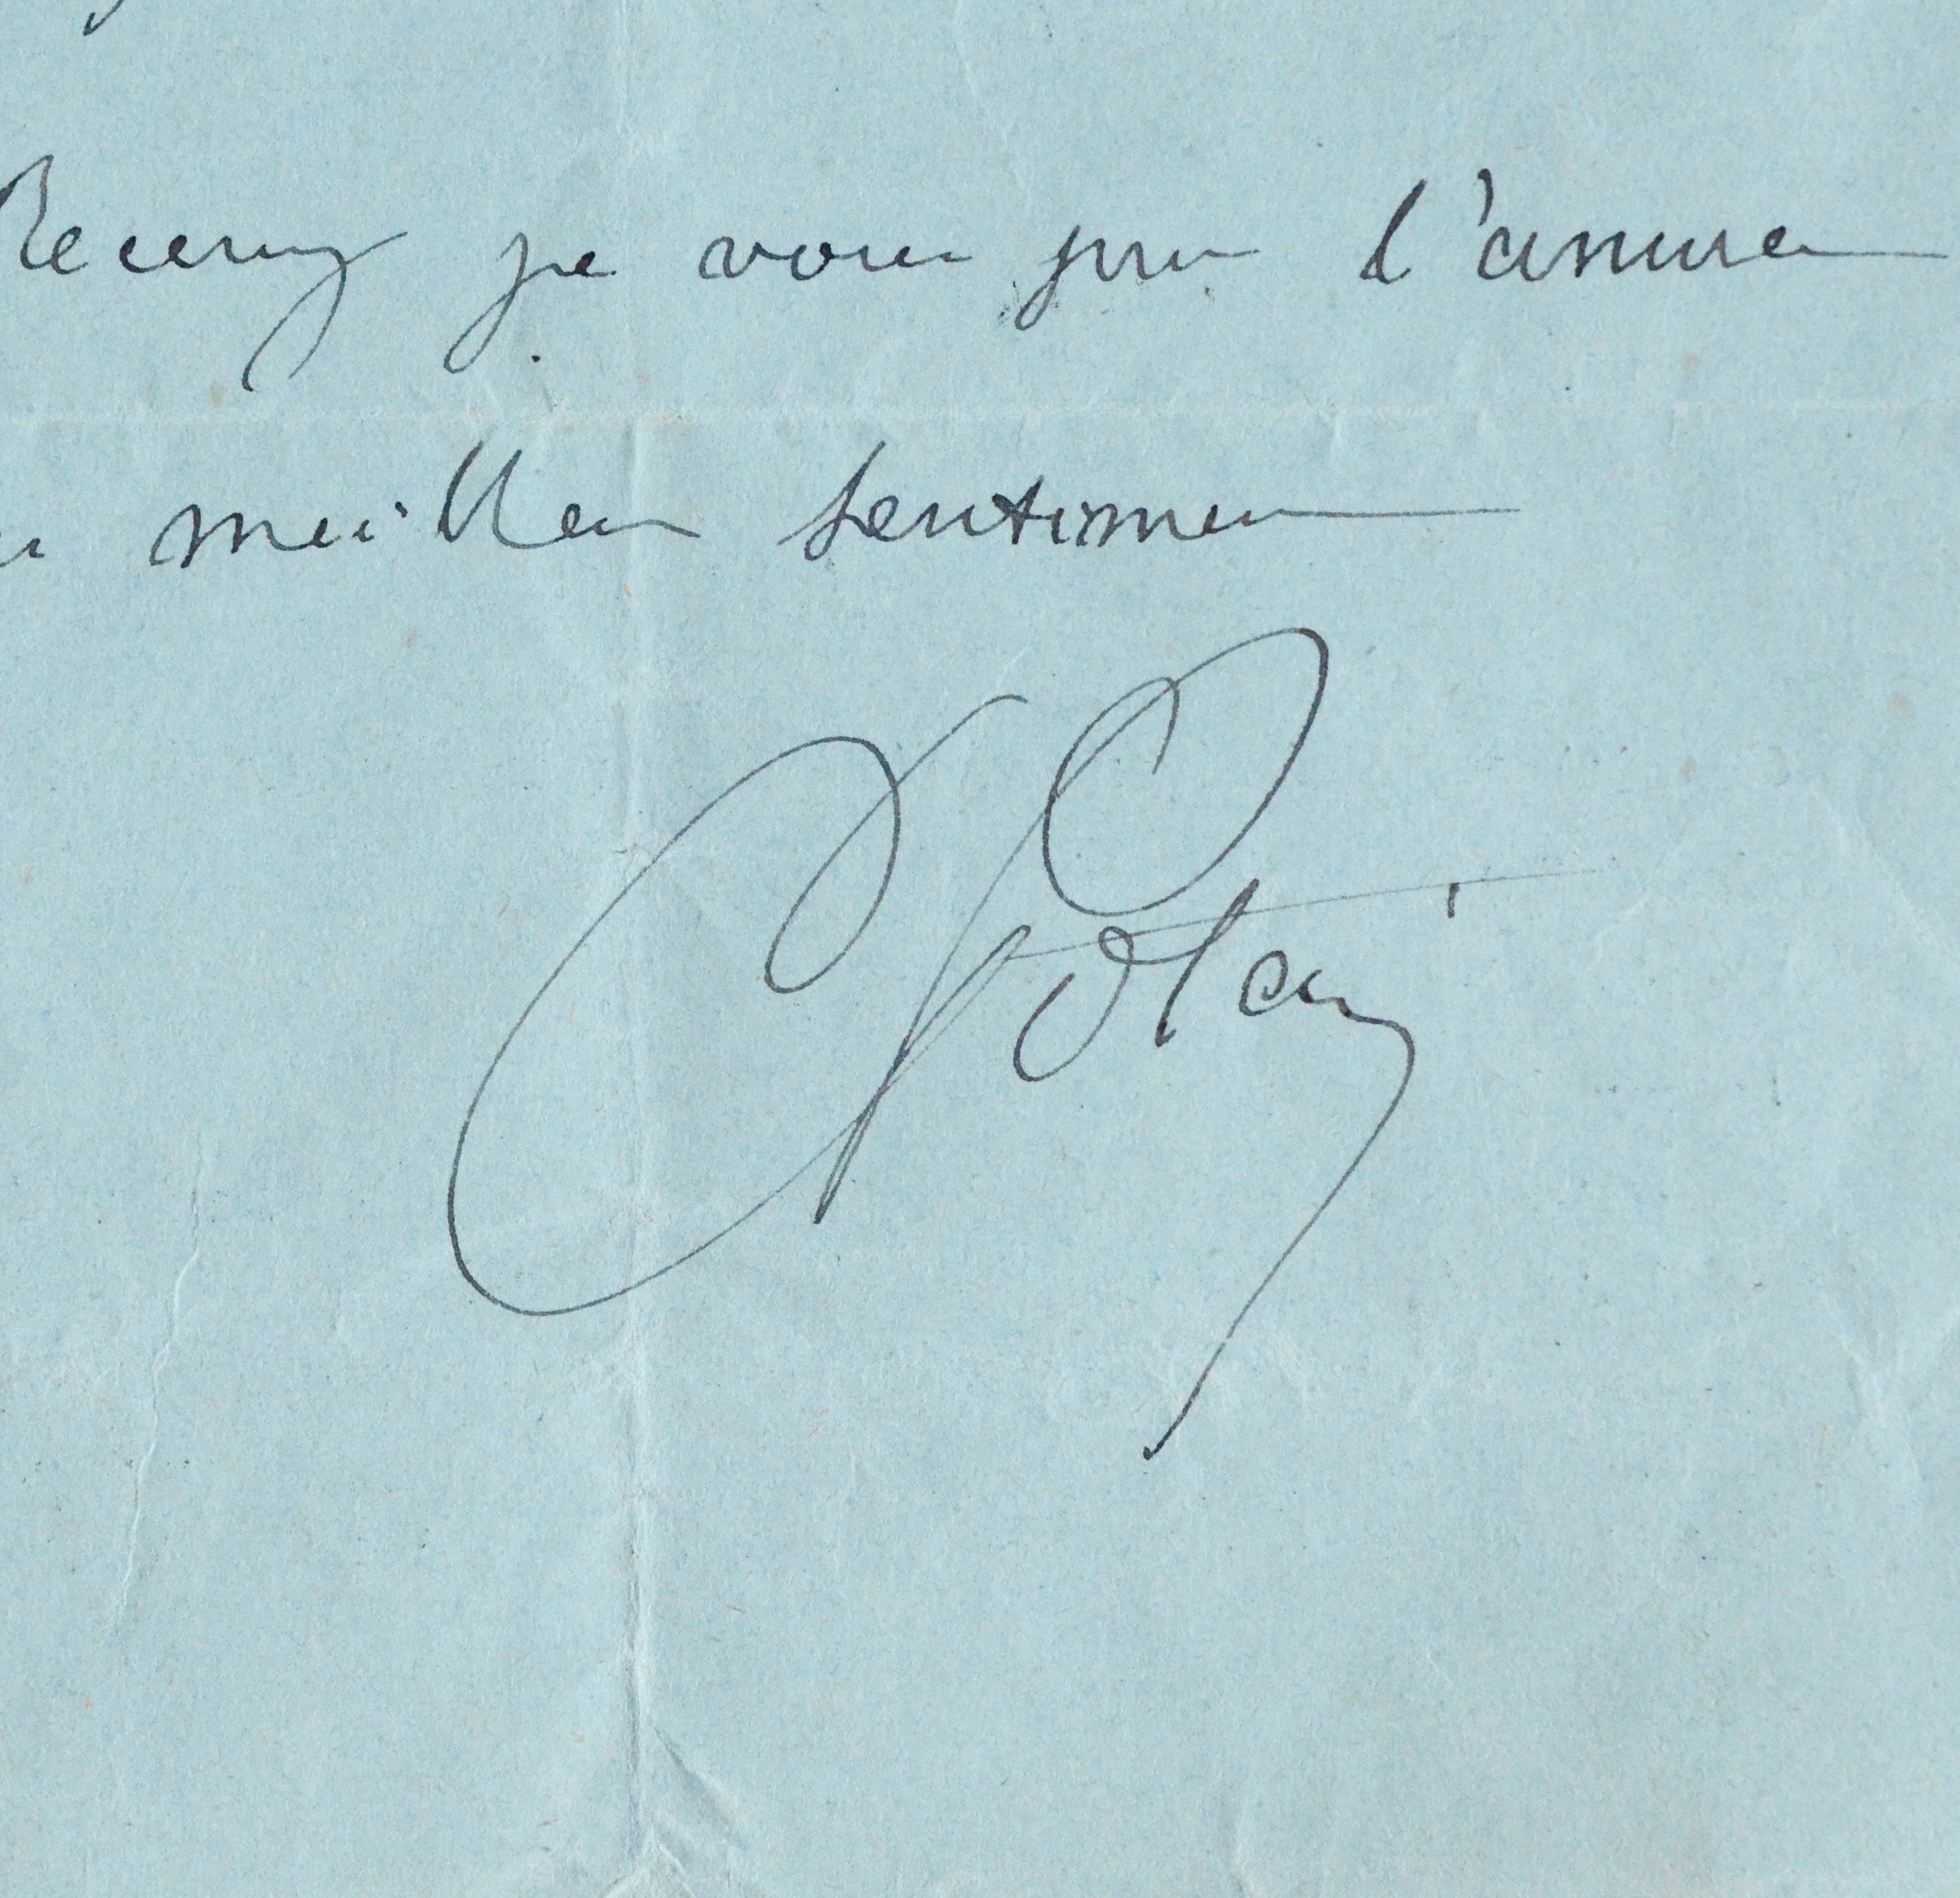 Recevez je vous prie l'assurance
meilleurs sentiments